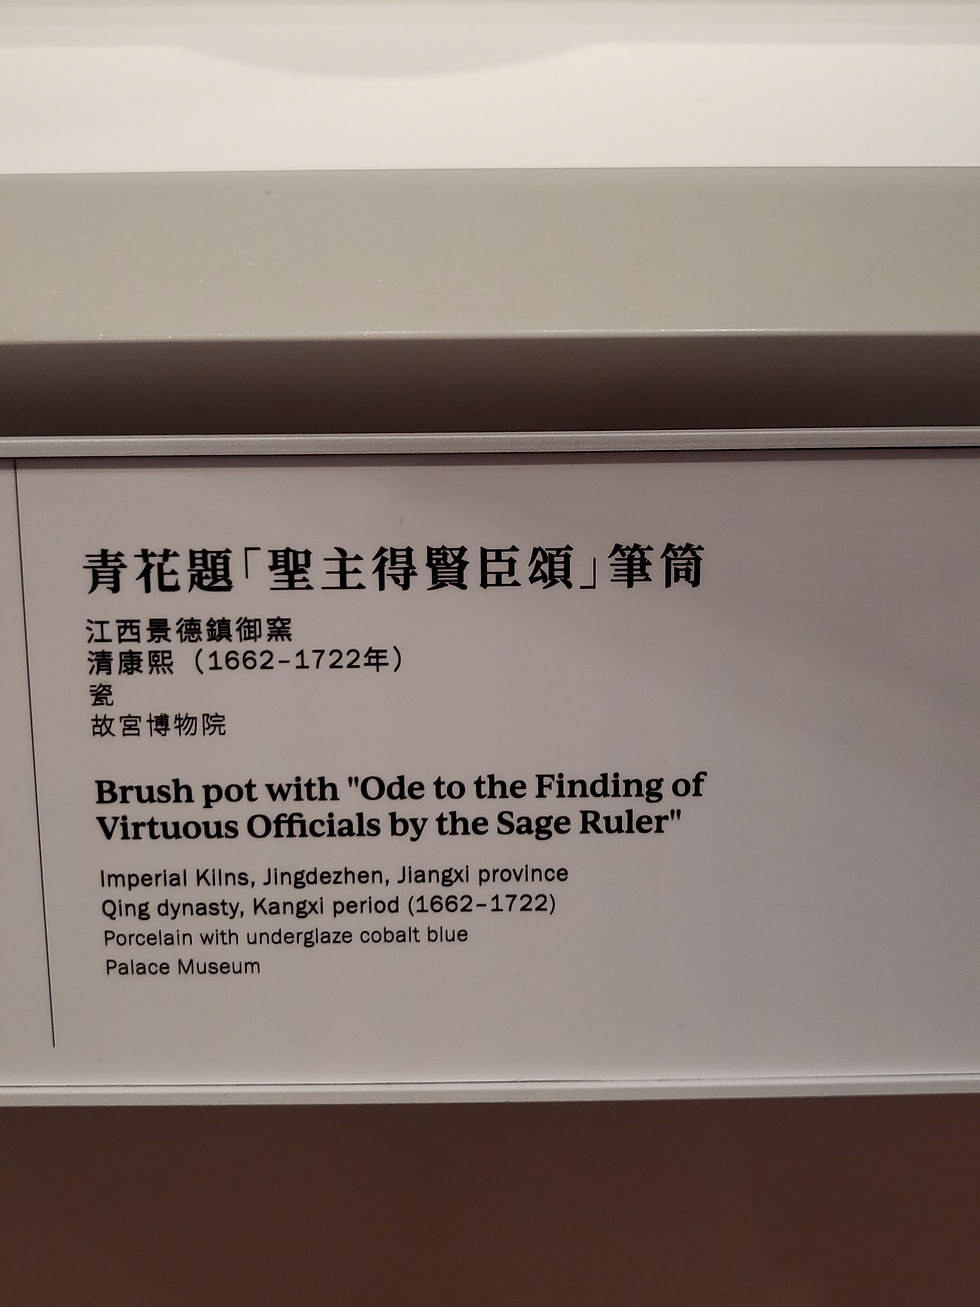 青花題「聖主得賢臣頌」筆筒
江西景德鎮御窯
清康熙（1662–1722年）
瓷
故宮博物院
Brush pot with "Ode to the Finding of
Virtuous Officials by the Sage Ruler"
Imperial Kilns, Jingdezhen, Jiangxi province
Qing dynasty, Kangxi period (1662–1722)
Porcelain with underglaze cobalt blue
Palace Museum